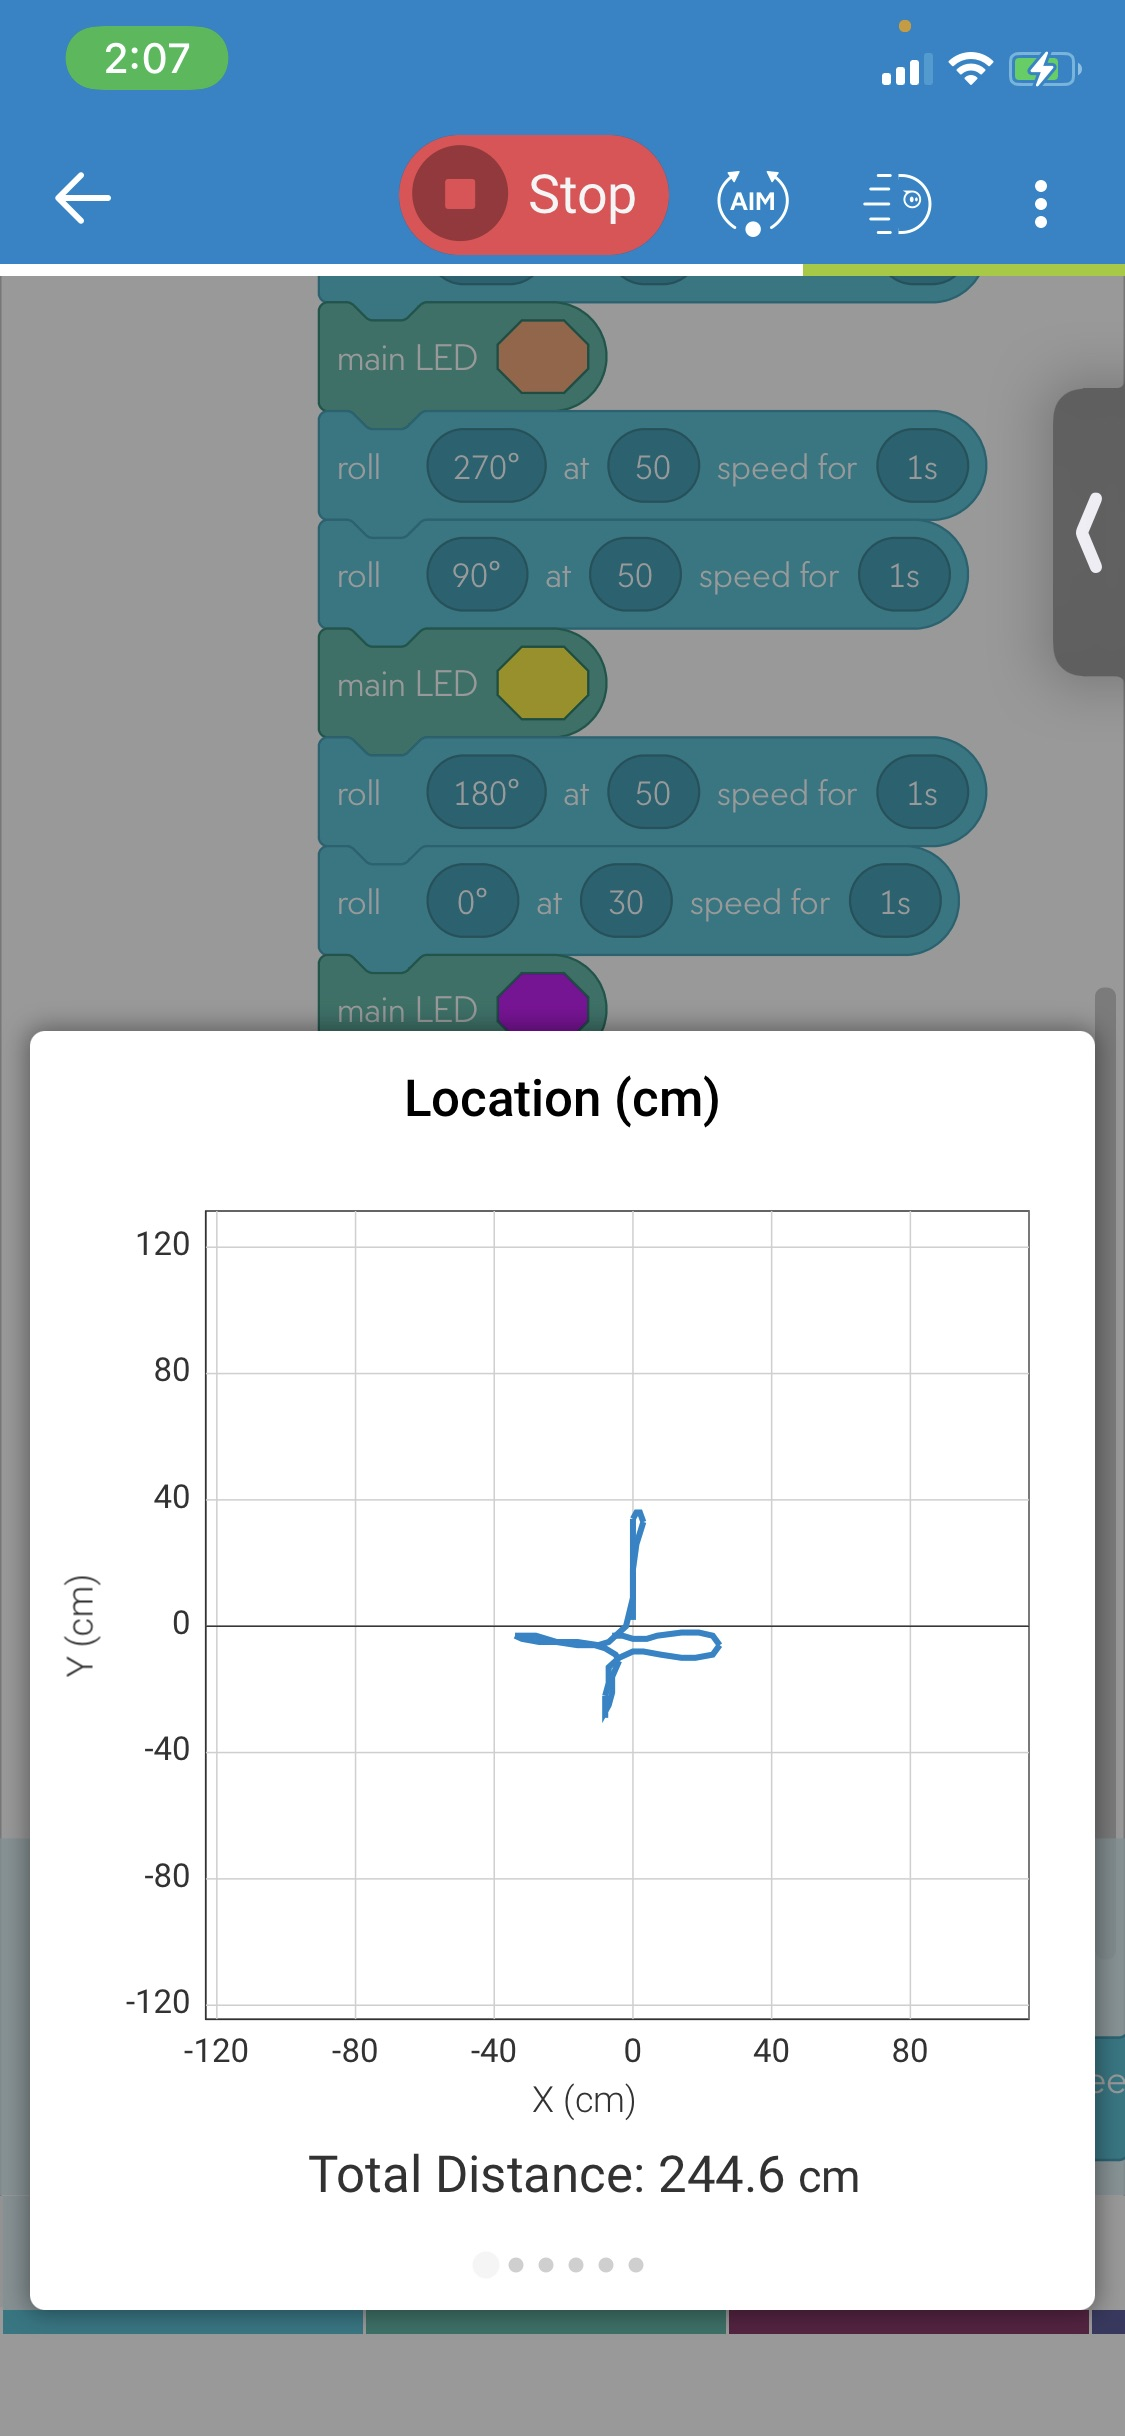 2:07
Stop
AIM
main LED
roll 270° at 50 speed for 1s
roll 90° at 50 speed for 1s
main LED
roll 180° at 50 speed for 1s
roll 0° at 30 speed for 1s
main LED
Location (cm)
120
80
40
0
-40
-80
-120
Y (cm)
-120 -80 -40 0 40 80
X (cm)
Total Distance: 244.6 cm